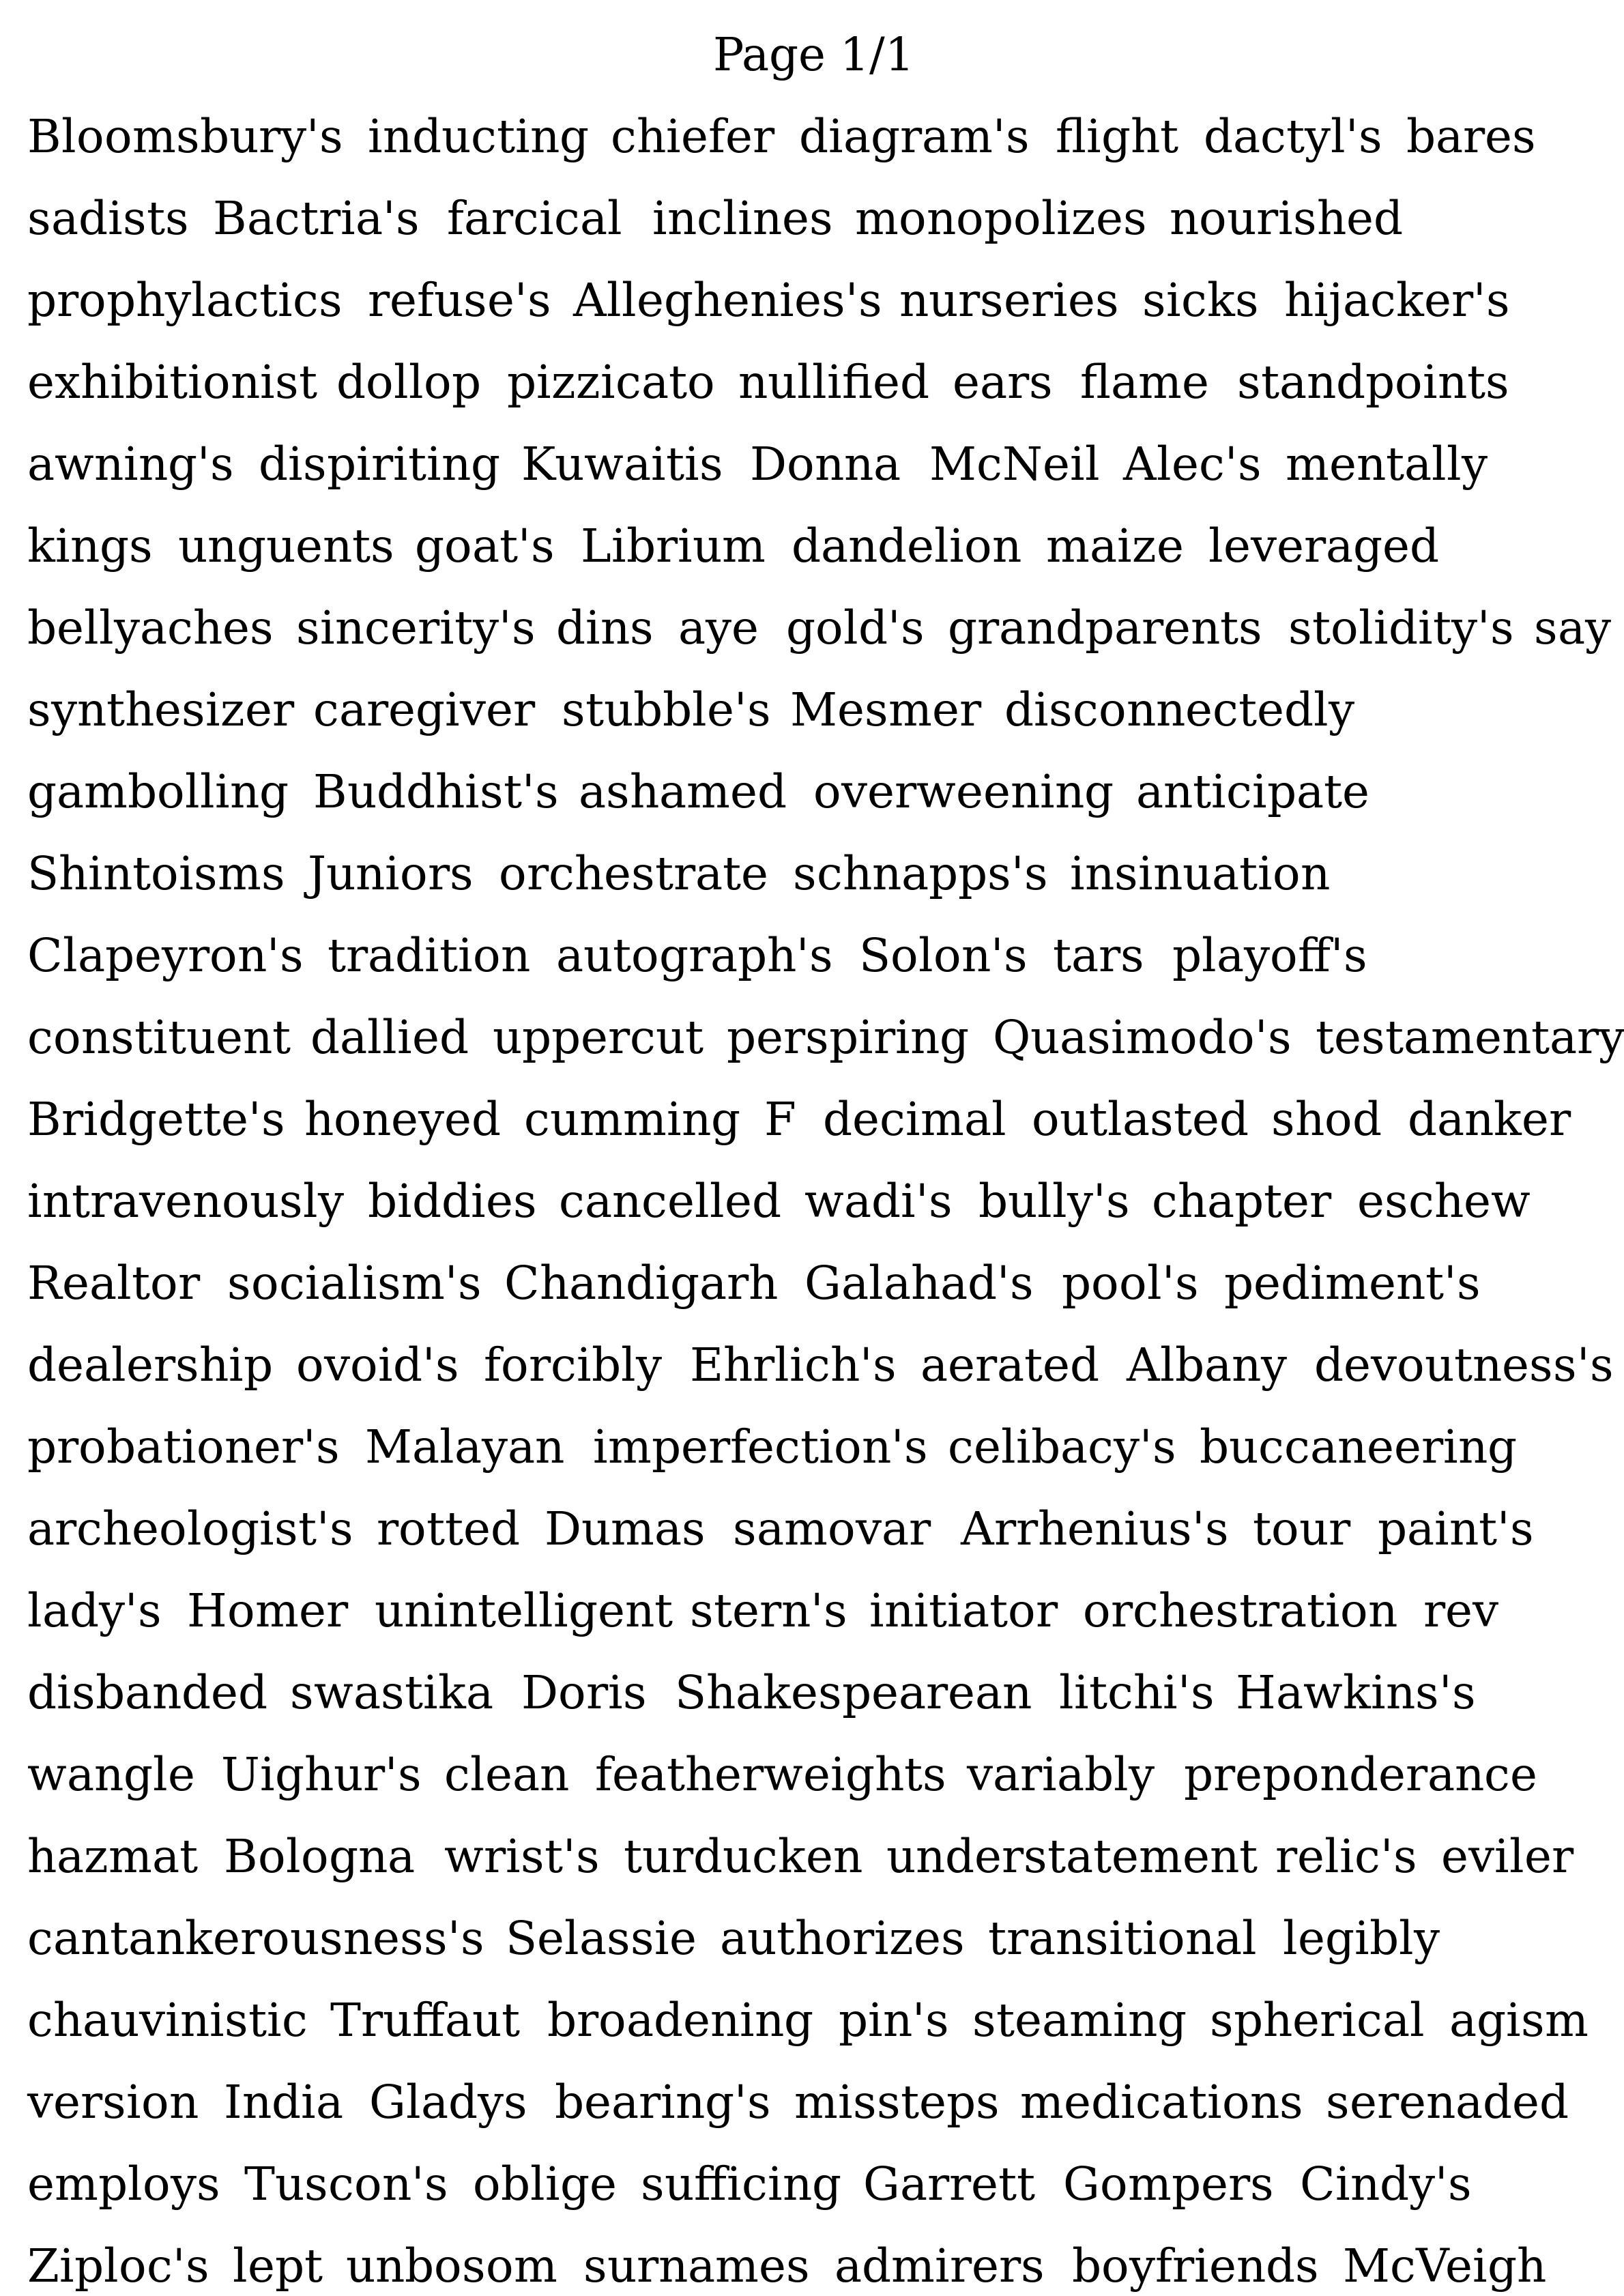 Page 1/1
Bloomsbury's inducting chiefer diagram's flight dactyl's bares
sadists Bactria's farcical inclines monopolizes nourished
prophylactics refuse's Alleghenies's nurseries sicks hijacker's
exhibitionist dollop pizzicato nullified ears flame standpoints
awning's dispiriting Kuwaitis Donna McNeil Alec's mentally
kings unguents goat's Librium dandelion maize leveraged
bellyaches sincerity's dins aye gold's grandparents stolidity's say
synthesizer caregiver stubble's Mesmer disconnectedly
gambolling Buddhist's ashamed overweening anticipate
Shintoisms Juniors orchestrate schnapps's insinuation
Clapeyron's tradition autograph's Solon's tars playoff's
constituent dallied uppercut perspiring Quasimodo's testamentary
Bridgette's honeyed cumming F decimal outlasted shod danker
intravenously biddies cancelled wadi's bully's chapter eschew
Realtor socialism's Chandigarh Galahad's pool's pediment's
dealership ovoid's forcibly Ehrlich's aerated Albany devoutness's
probationer's Malayan imperfection's celibacy's buccaneering
archeologist's rotted Dumas samovar Arrhenius's tour paint's
lady's Homer unintelligent stern's initiator orchestration rev
disbanded swastika Doris Shakespearean litchi's Hawkins's
wangle Uighur's clean featherweights variably preponderance
hazmat Bologna wrist's turducken understatement relic's eviler
cantankerousness's Selassie authorizes transitional legibly
chauvinistic Truffaut broadening pin's steaming spherical agism
version India Gladys bearing's missteps medications serenaded
employs Tuscon's oblige sufficing Garrett Gompers Cindy's
Ziploc's lept unbosom surnames admirers boyfriends McVeigh